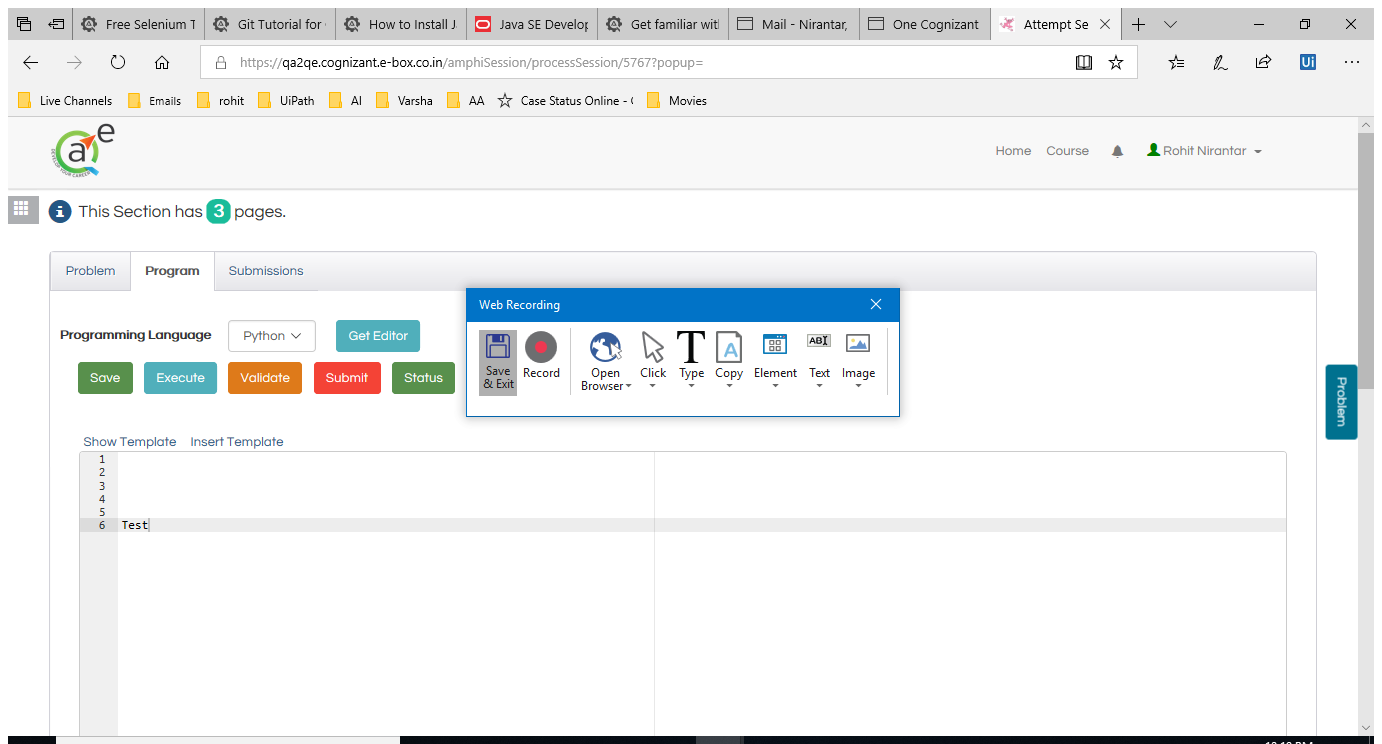 Free Selenium T
Git Tutorial for
How to Install J
Java SE Develop
Get familiar wit
Mail - Nirantar,
One Cognizant
Attempt Se
https://qa2qe.cognizant.e-box.co.in/amphiSession/processSession/5767?popup=
Ui
Live Channels
Emails
rohit
UiPath
AI
Varsha
AA
Case Status Online - (
Movies
a e
DEVELOP YOUR CAREER
Home Course Rohit Nirantar
i This Section has 3 pages.
Problem Program Submissions
Web Recording
Programming Language Python Get Editor
Save Execute Validate Submit Status
Save & Exit
Record
Open Browser
Click
Type
Copy
Element
Text
Image
Problem
Show Template Insert Template
1
2
3
4
5
6 Test